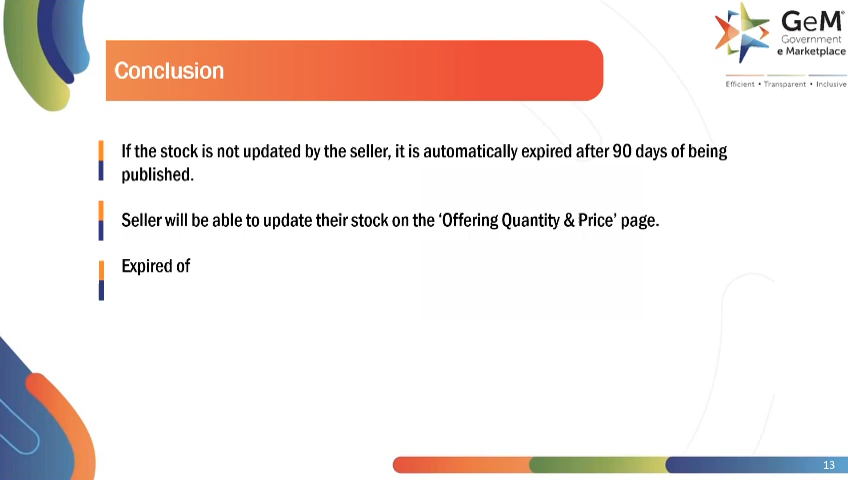 GeM
Government
e Marketplace
Efficient • Transparent • Inclusive
Conclusion
If the stock is not updated by the seller, it is automatically expired after 90 days of being
published.
Seller will be able to update their stock on the ‘Offering Quantity & Price’ page.
Expired of
13